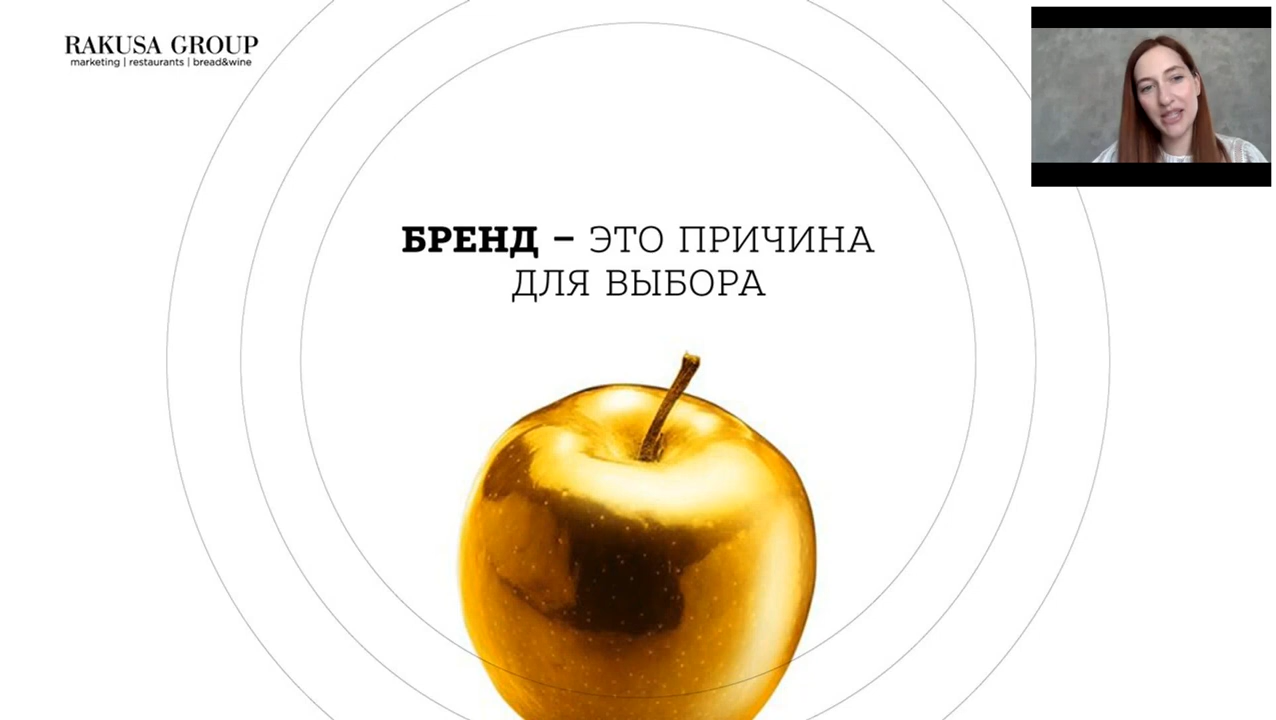 RAKUSA GROUP
marketing | restaurants | bread&wine
БРЕНД – ЭТО ПРИЧИНА
ДЛЯ ВЫБОРА